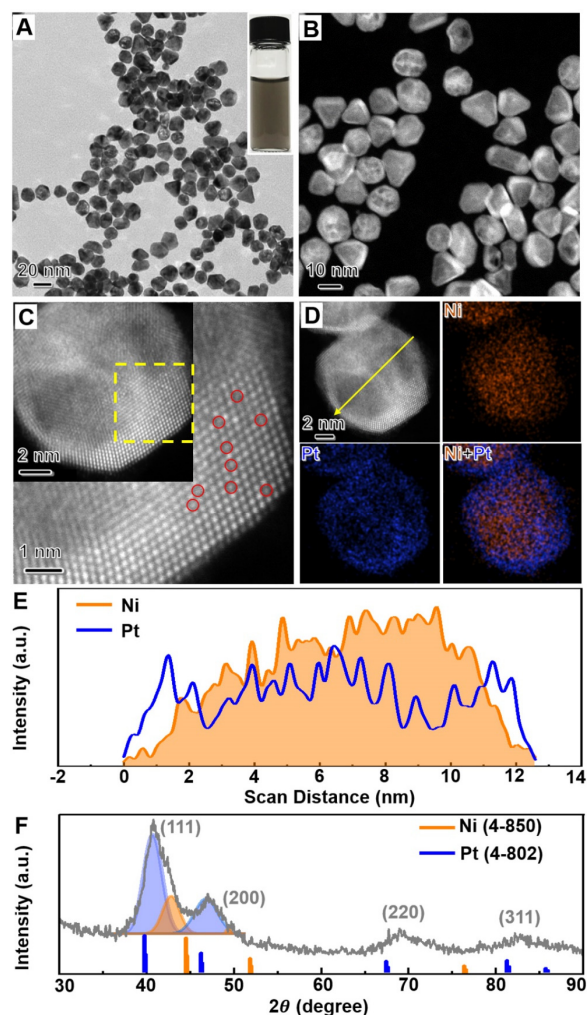 A
20 nm
B
10 nm
C
2 nm
1 nm
D
2 nm
Ni
Pt
Ni+Pt
E
Ni
Pt
Intensity (a.u.)
-2 0 2 4 6 8 10 12 14
Scan Distance (nm)
F
(111)
(200)
(220)
(311)
Ni (4-850)
Pt (4-802)
Intensity (a.u.)
30 40 50 60 70 80 90
2θ (degree)